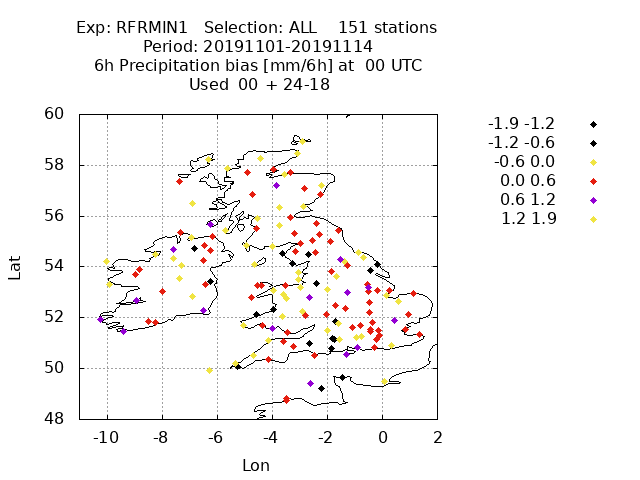 Exp: RFRMIN1 Selection: ALL 151 stations
Period: 20191101-20191114
6h Precipitation bias [mm/6h] at 00 UTC
Used 00 + 24-18
-1.9 -1.2
-1.2 -0.6
-0.6 0.0
0.0 0.6
0.6 1.2
1.2 1.9
60
58
56
54
52
50
48
Lat
-10 -8 -6 -4 -2 0 2
Lon